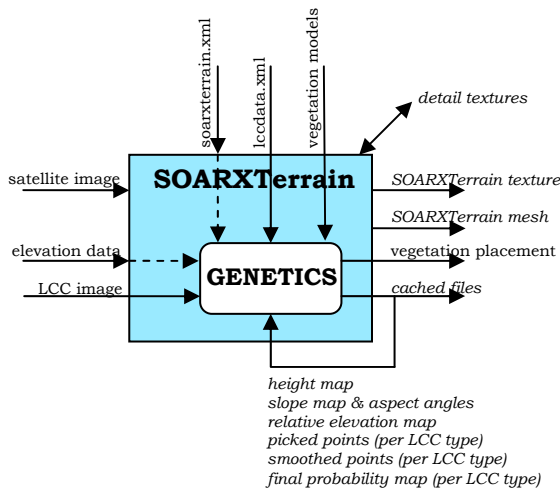 soarxterrain.xml
lccdata.xml
vegetation models
detail textures
SOARXTerrain
satellite image
SOARXTerrain texture
SOARXTerrain mesh
elevation data
vegetation placement
GENETICS
LCC image
cached files
height map
slope map & aspect angles
relative elevation map
picked points (per LCC type)
smoothed points (per LCC type)
final probability map (per LCC type)